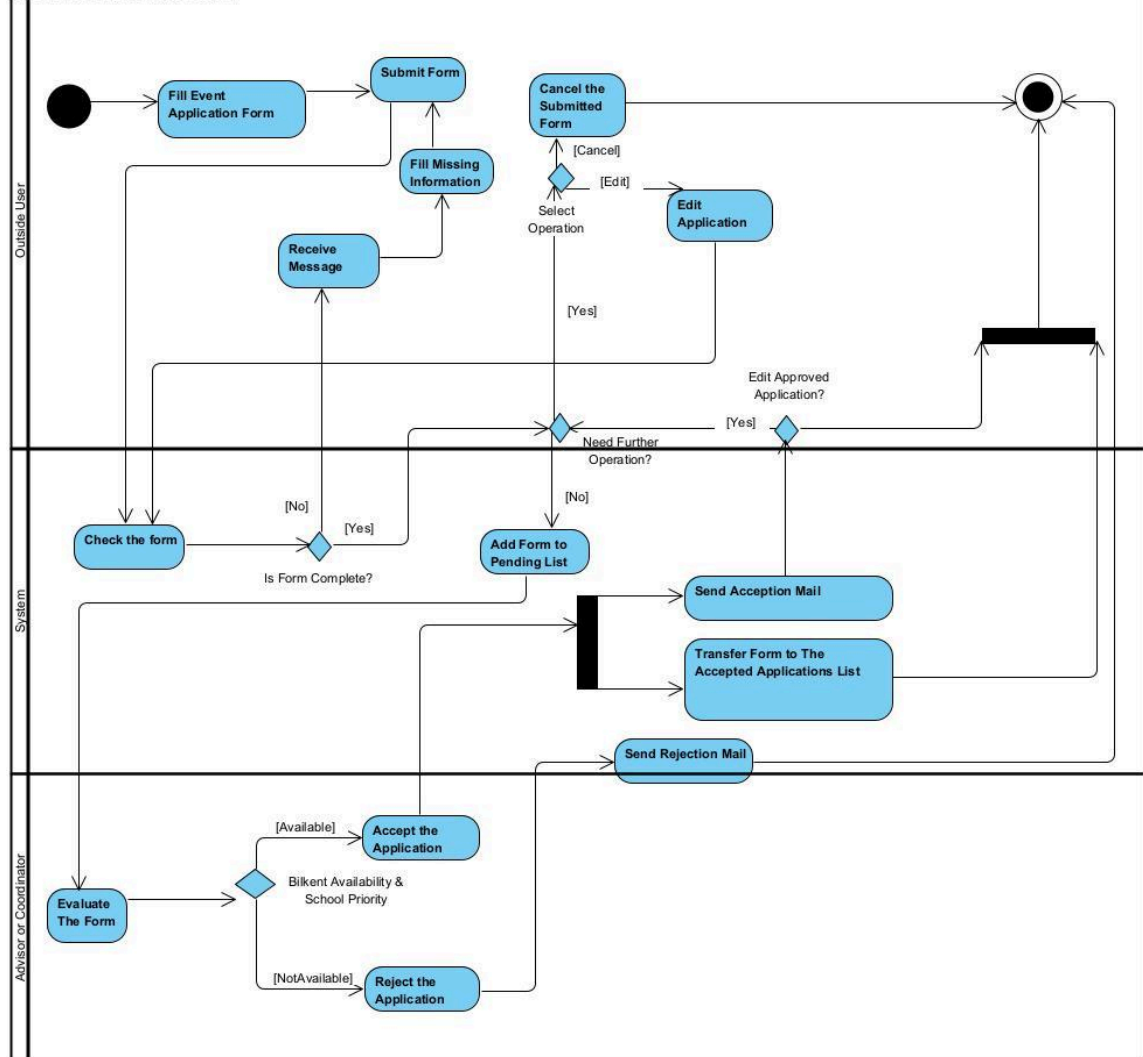 Outside User
Fill Event
Application Form
Submit Form
Fill Missing
Information
Receive
Message
Cancel the
Submitted
Form
[Cancel]
[Edit]
Select
Operation
Edit
Application
[Yes]
Edit Approved
Application?
[Yes]
Need Further
Operation?
System
Check the form
[No]
[Yes]
Is Form Complete?
[No]
Add Form to
Pending List
Send Acception Mail
Transfer Form to The
Accepted Applications List
Send Rejection Mail
Advisor or Coordinator
Evaluate
The Form
[Available]
Accept the
Application
Bilkent Availability &
School Priority
[NotAvailable]
Reject the
Application